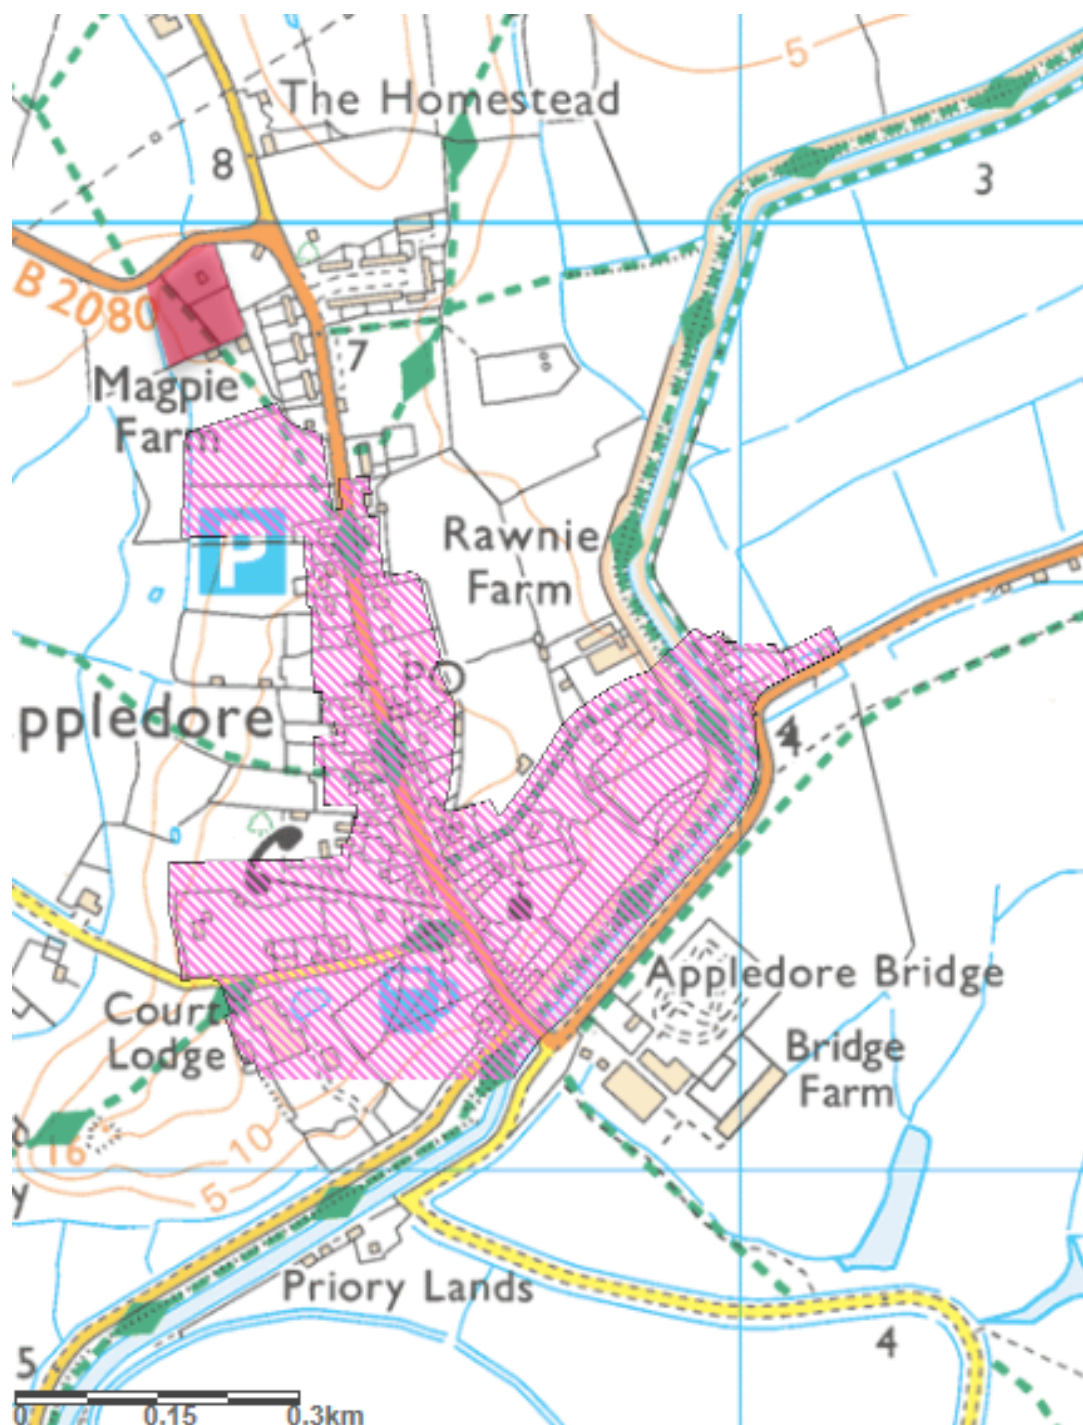 5
The Homestead
8
3
B 2080
7
Magpie
Farm
P
Rawnie
Farm
ppledore
4
Appledore Bridge
Court
Lodge
Bridge
Farm
10
16
5
y
Priory Lands
4
5
0
0.15
0.3km